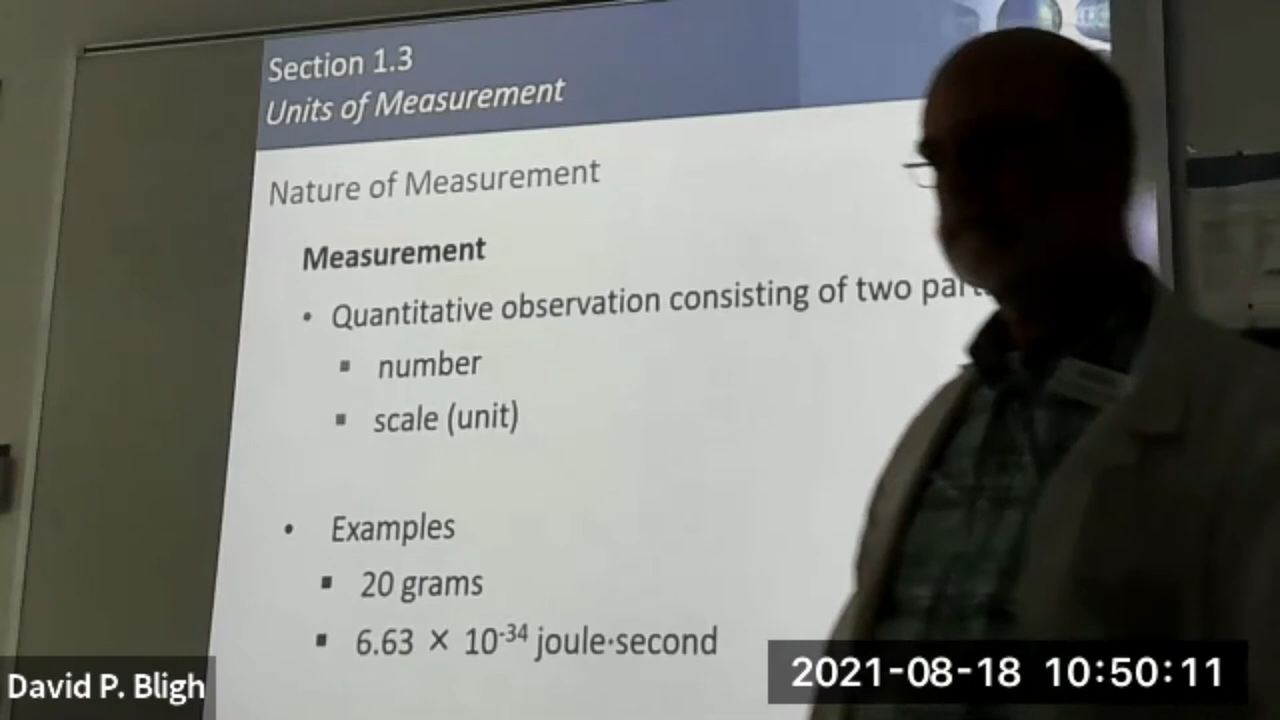 Section 1.3
Units of Measurement
Nature of Measurement
Measurement
• Quantitative observation consisting of two
▪ number
▪ scale (unit)
• Examples
▪ 20 grams
▪ 6.63 × 10⁻³⁴ joule·second
David P. Bligh
2021-08-18 10:50:11